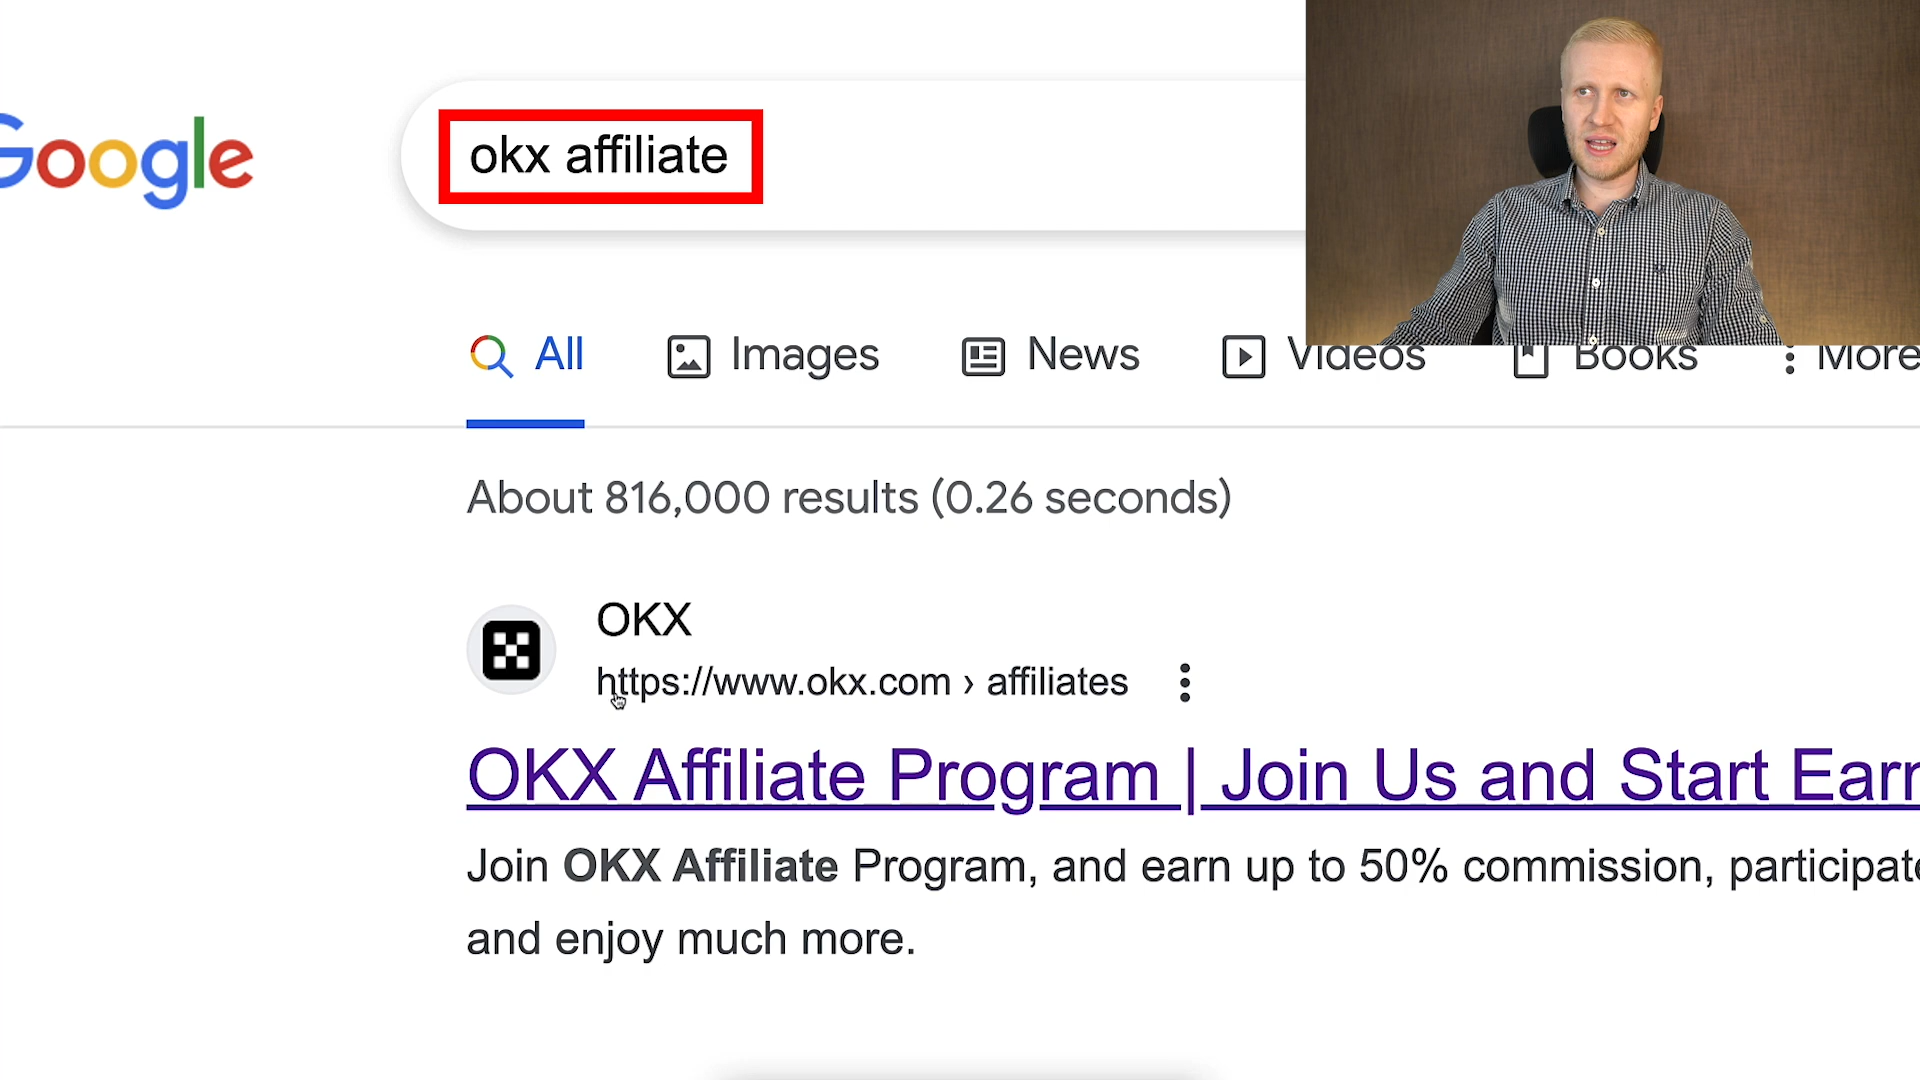 Google
okx affiliate
All Images News Videos Books More
About 816,000 results (0.26 seconds)
OKX
https://www.okx.com › affiliates
OKX Affiliate Program | Join Us and Start Earn
Join OKX Affiliate Program, and earn up to 50% commission, participate
and enjoy much more.